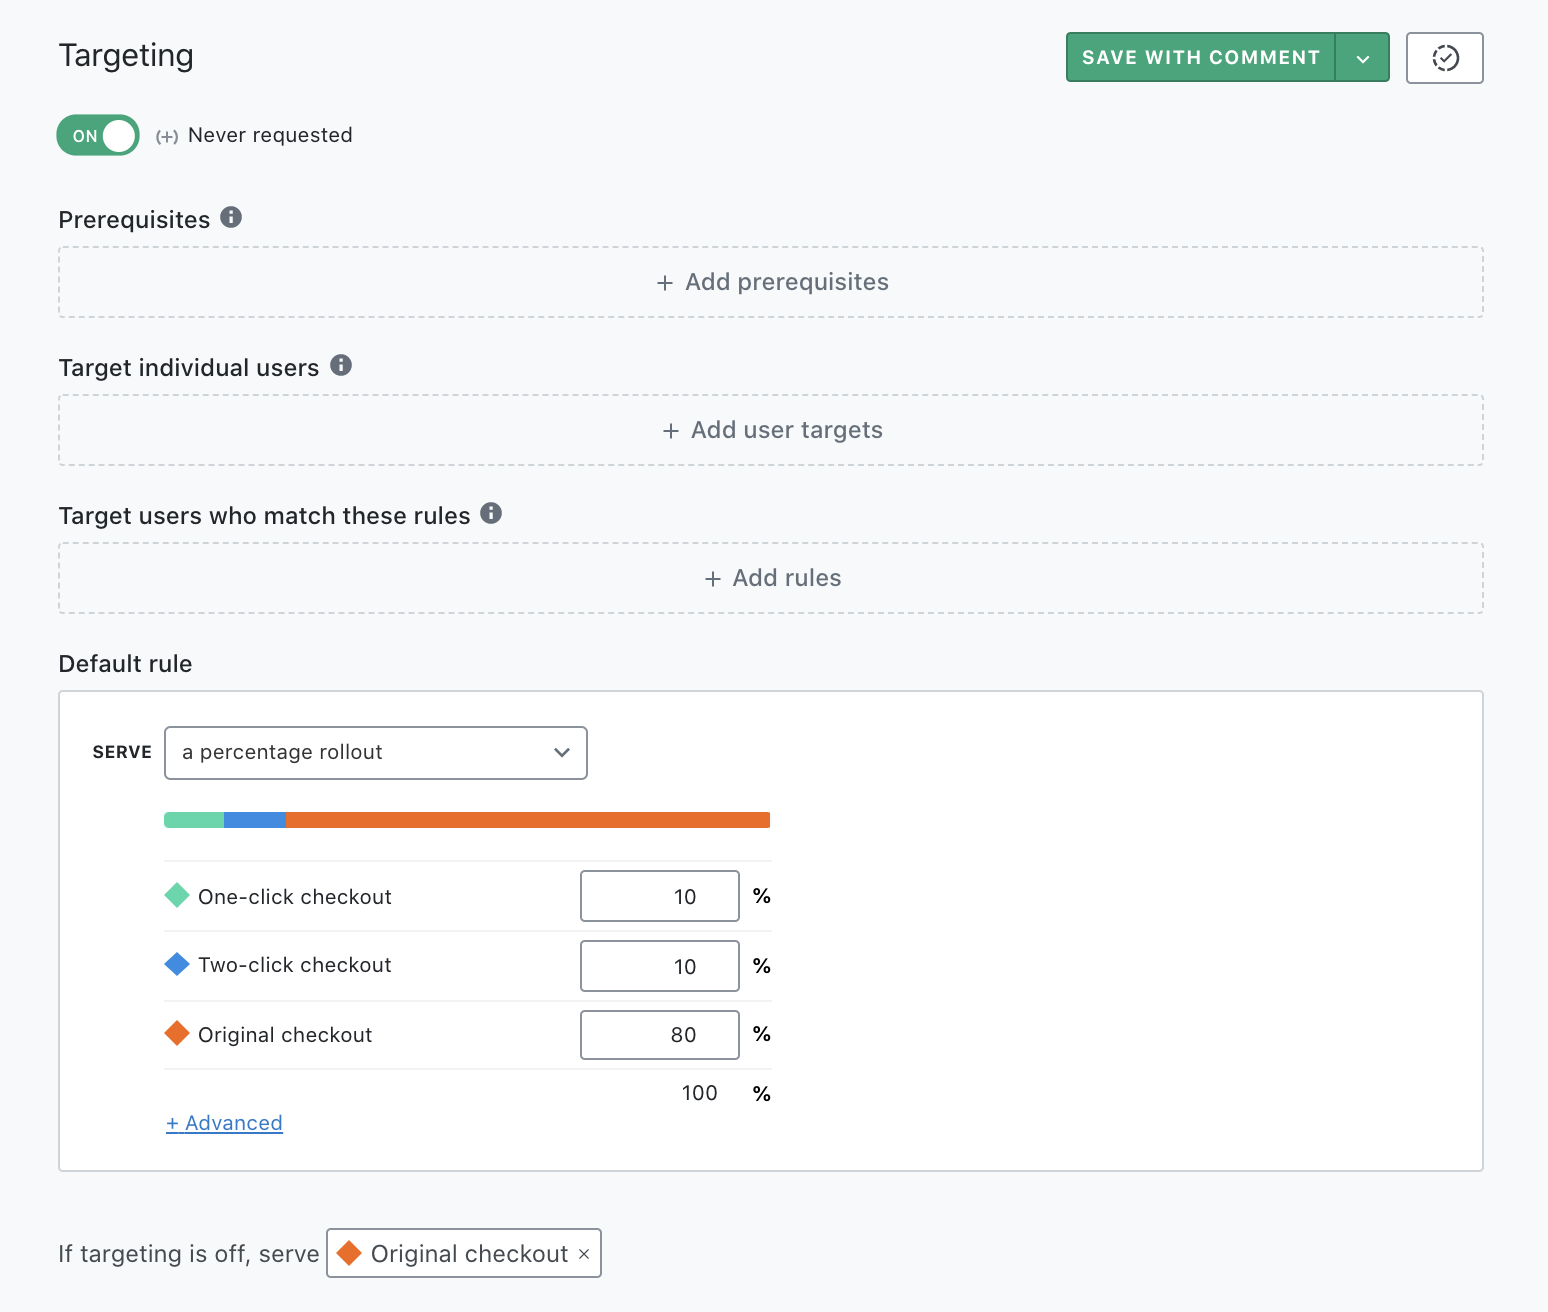 Targeting
SAVE WITH COMMENT
ON (+) Never requested
Prerequisites
+ Add prerequisites
Target individual users
+ Add user targets
Target users who match these rules
+ Add rules
Default rule
SERVE a percentage rollout
One-click checkout 10 %
Two-click checkout 10 %
Original checkout 80 %
100 %
+ Advanced
If targeting is off, serve Original checkout ×